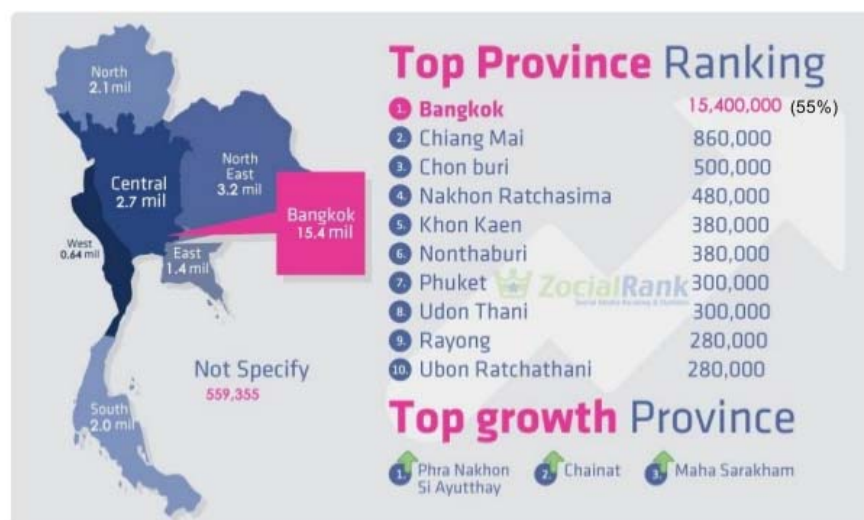 North
2.1 mil
North
East
3.2 mil
Central
2.7 mil
Bangkok
15.4 mil
West
0.64 mil
East
1.4 mil
Not Specify
559,355
South
2.0 mil
Top Province Ranking
1. Bangkok 15,400,000 (55%)
2. Chiang Mai 860,000
3. Chon buri 500,000
4. Nakhon Ratchasima 480,000
5. Khon Kaen 380,000
6. Nonthaburi 380,000
7. Phuket 300,000
8. Udon Thani 300,000
9. Rayong 280,000
10. Ubon Ratchathani 280,000
ZocialRank
Top growth Province
1. Phra Nakhon
Si Ayutthay
2. Chainat
3. Maha Sarakham